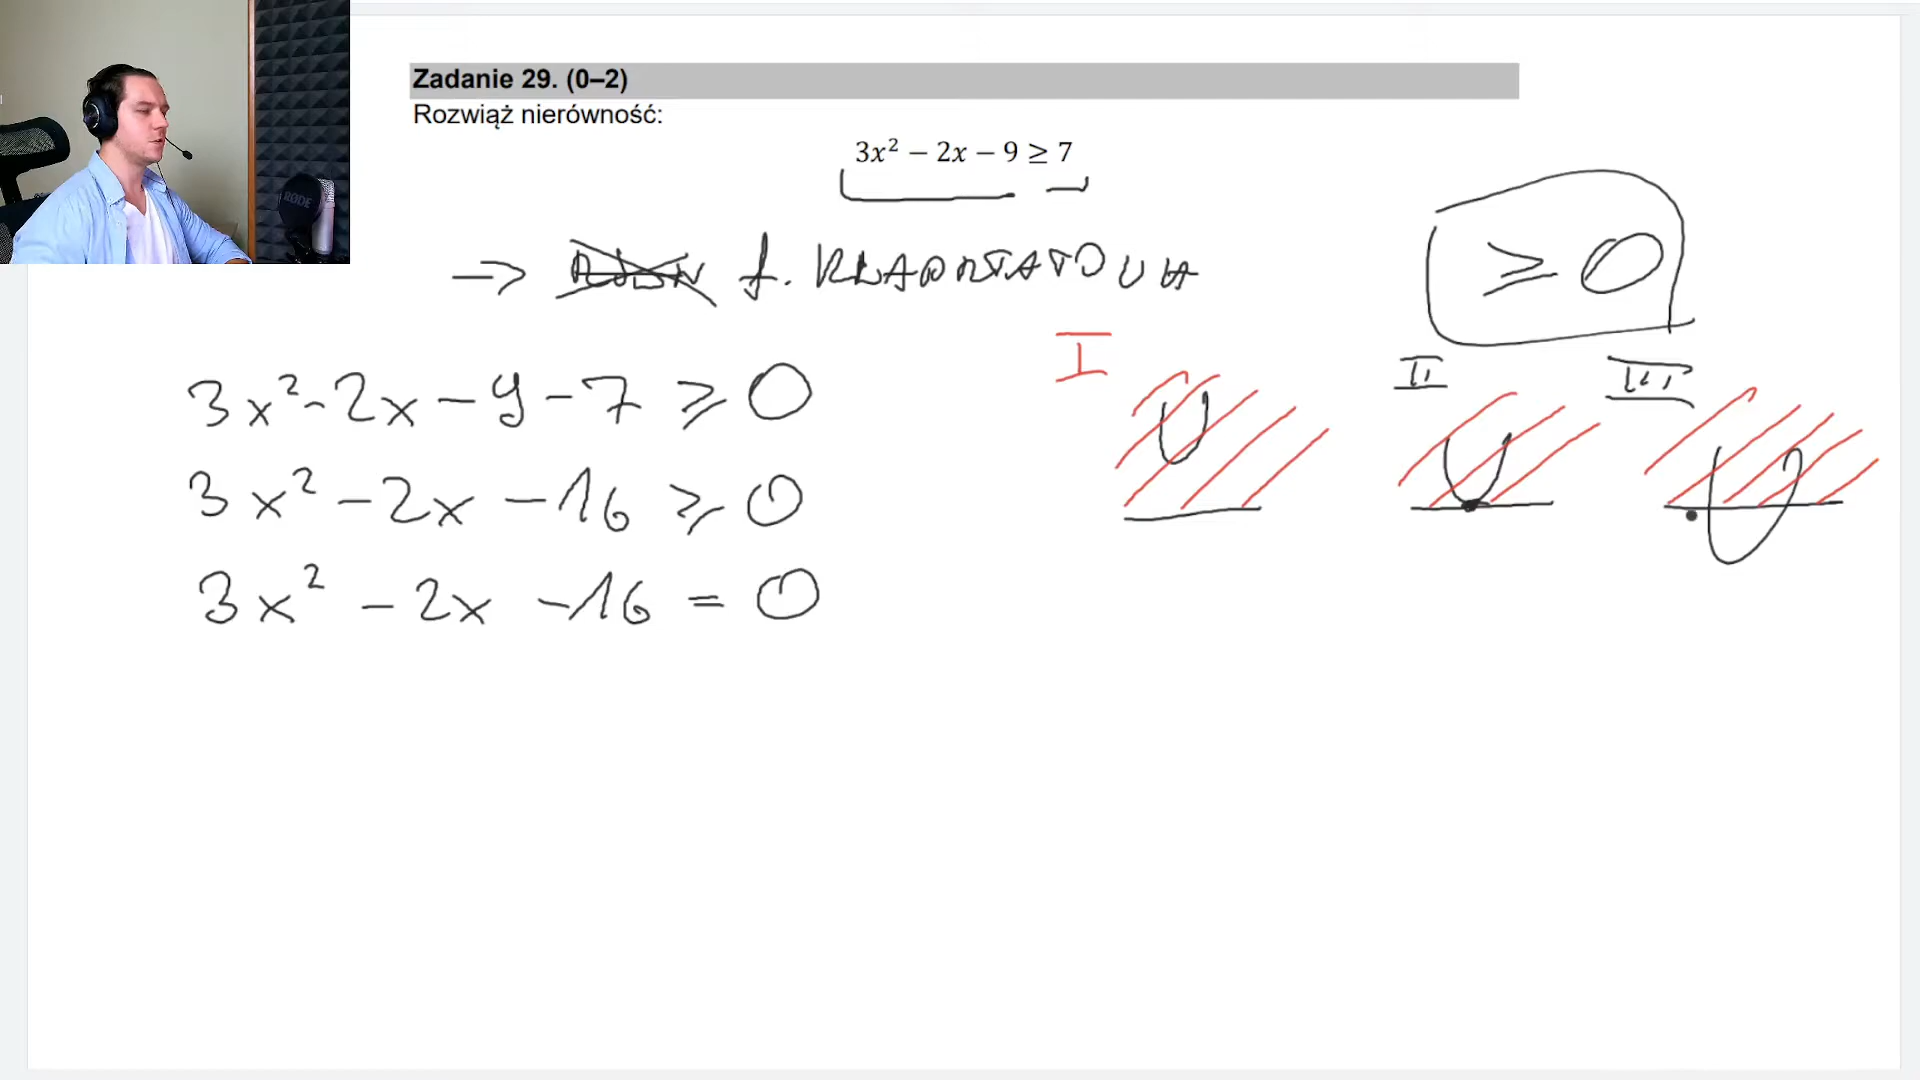 Zadanie 29. (0–2)
Rozwiąż nierówność:
3x² − 2x − 9 ≥ 7
→ f. KWADRATOWA
≥ 0
I
II
III
3x² - 2x - 9 - 7 ≥ 0
3x² - 2x - 16 ≥ 0
3x² - 2x - 16 = 0
RODE